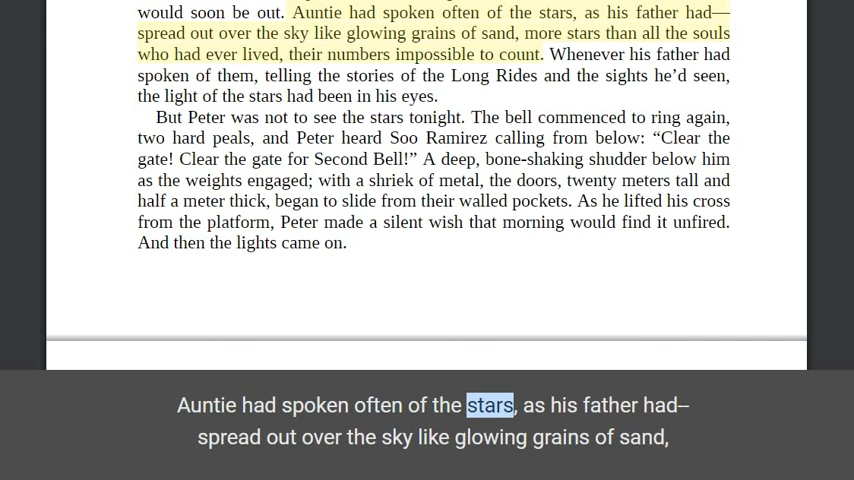 would soon be out. Auntie had spoken often of the stars, as his father had—
spread out over the sky like glowing grains of sand, more stars than all the souls
who had ever lived, their numbers impossible to count. Whenever his father had
spoken of them, telling the stories of the Long Rides and the sights he’d seen,
the light of the stars had been in his eyes.
But Peter was not to see the stars tonight. The bell commenced to ring again,
two hard peals, and Peter heard Soo Ramirez calling from below: “Clear the
gate! Clear the gate for Second Bell!” A deep, bone-shaking shudder below him
as the weights engaged; with a shriek of metal, the doors, twenty meters tall and
half a meter thick, began to slide from their walled pockets. As he lifted his cross
from the platform, Peter made a silent wish that morning would find it unfired.
And then the lights came on.
Auntie had spoken often of the stars, as his father had--
spread out over the sky like glowing grains of sand,